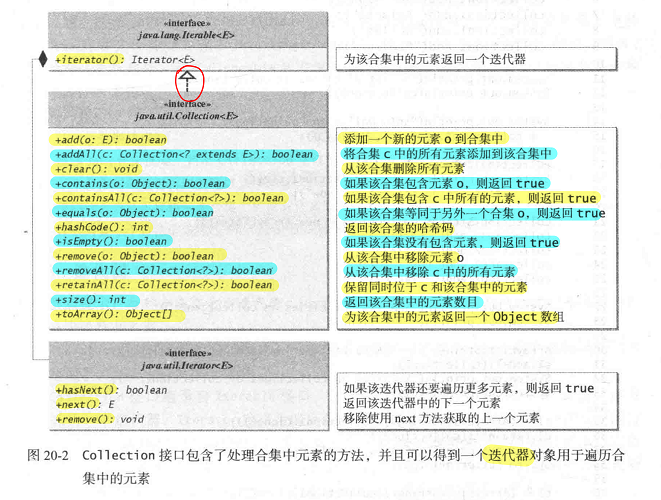 «interface»
java.lang.Iterable<E>
+iterator(): Iterator<E>
为该合集中的元素返回一个迭代器
«interface»
java.util.Collection<E>
+add(o: E): boolean
添加一个新的元素 o 到合集中
+addAll(c: Collection<? extends E>): boolean
将合集 c 中的所有元素添加到该合集中
+clear(): void
从该合集删除所有元素
+contains(o: Object): boolean
如果该合集包含元素 o，则返回 true
+containsAll(c: Collection<?>): boolean
如果该合集包含 c 中所有的元素，则返回 true
+equals(o: Object): boolean
如果该合集等同于另外一个合集 o，则返回 true
+hashCode(): int
返回该合集的哈希码
+isEmpty(): boolean
如果该合集没有包含元素，则返回 true
+remove(o: Object): boolean
从该合集中移除元素 o
+removeAll(c: Collection<?>): boolean
从该合集中移除 c 中的所有元素
+retainAll(c: Collection<?>): boolean
保留同时位于 c 和该合集中的元素
+size(): int
返回该合集中的元素数目
+toArray(): Object[]
为该合集中的元素返回一个 Object 数组
«interface»
java.util.Iterator<E>
+hasNext(): boolean
如果该迭代器还要遍历更多元素，则返回 true
+next(): E
返回该迭代器中的下一个元素
+remove(): void
移除使用 next 方法获取的上一个元素
图 20-2 Collection 接口包含了处理合集中元素的方法，并且可以得到一个迭代器对象用于遍历合
集中的元素